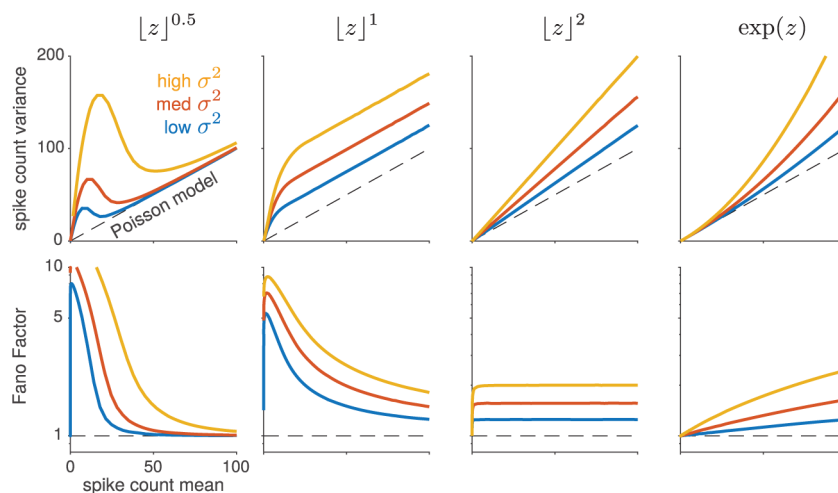 ⌊z⌋^0.5
⌊z⌋^1
⌊z⌋^2
exp(z)
spike count variance
200
100
0
high σ²
med σ²
low σ²
Poisson model
Fano Factor
10
5
1
0
50
100
spike count mean